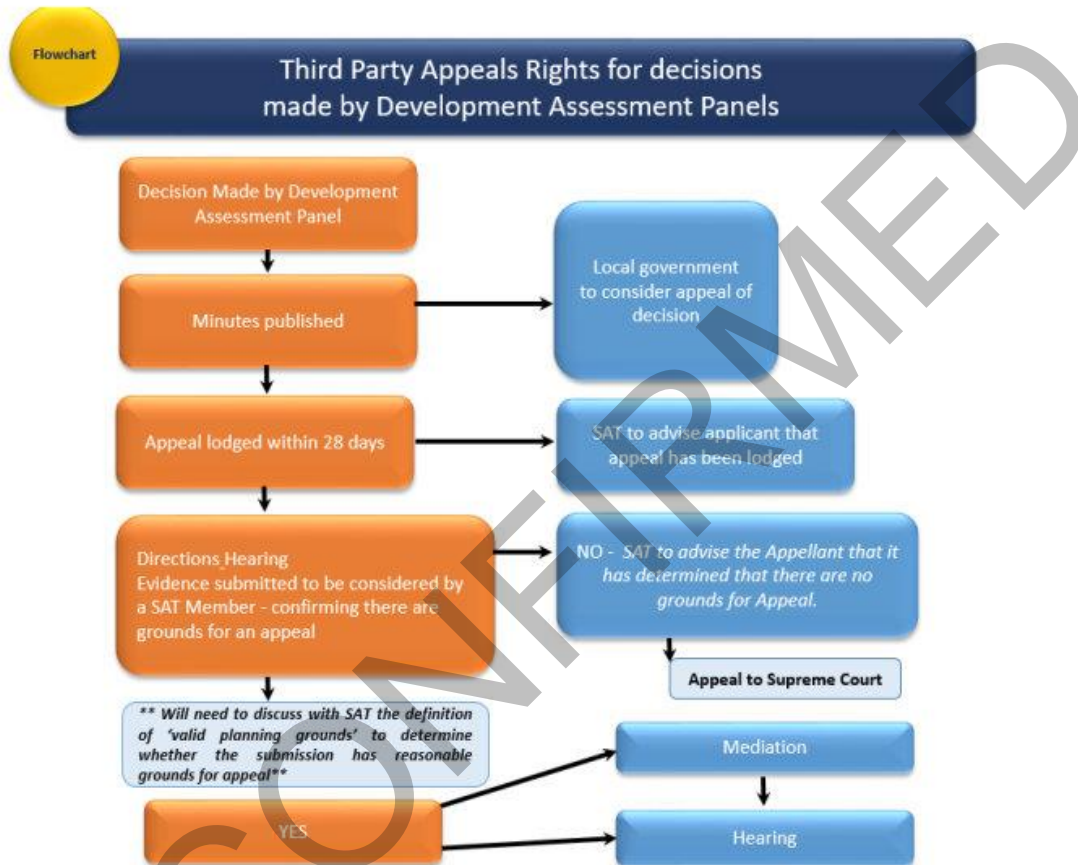 Flowchart
Third Party Appeals Rights for decisions
made by Development Assessment Panels
Decision Made by Development
Assessment Panel
Local government
to consider appeal of
decision
Minutes published
Appeal lodged within 28 days
SAT to advise applicant that
appeal has been lodged
Directions Hearing
Evidence submitted to be considered by
a SAT Member - confirming there are
grounds for an appeal
NO - SAT to advise the Appellant that it
has determined that there are no
grounds for Appeal.
Appeal to Supreme Court
** Will need to discuss with SAT the definition
of ‘valid planning grounds’ to determine
whether the submission has reasonable
grounds for appeal**
Mediation
YES
Hearing
CONFIRMED